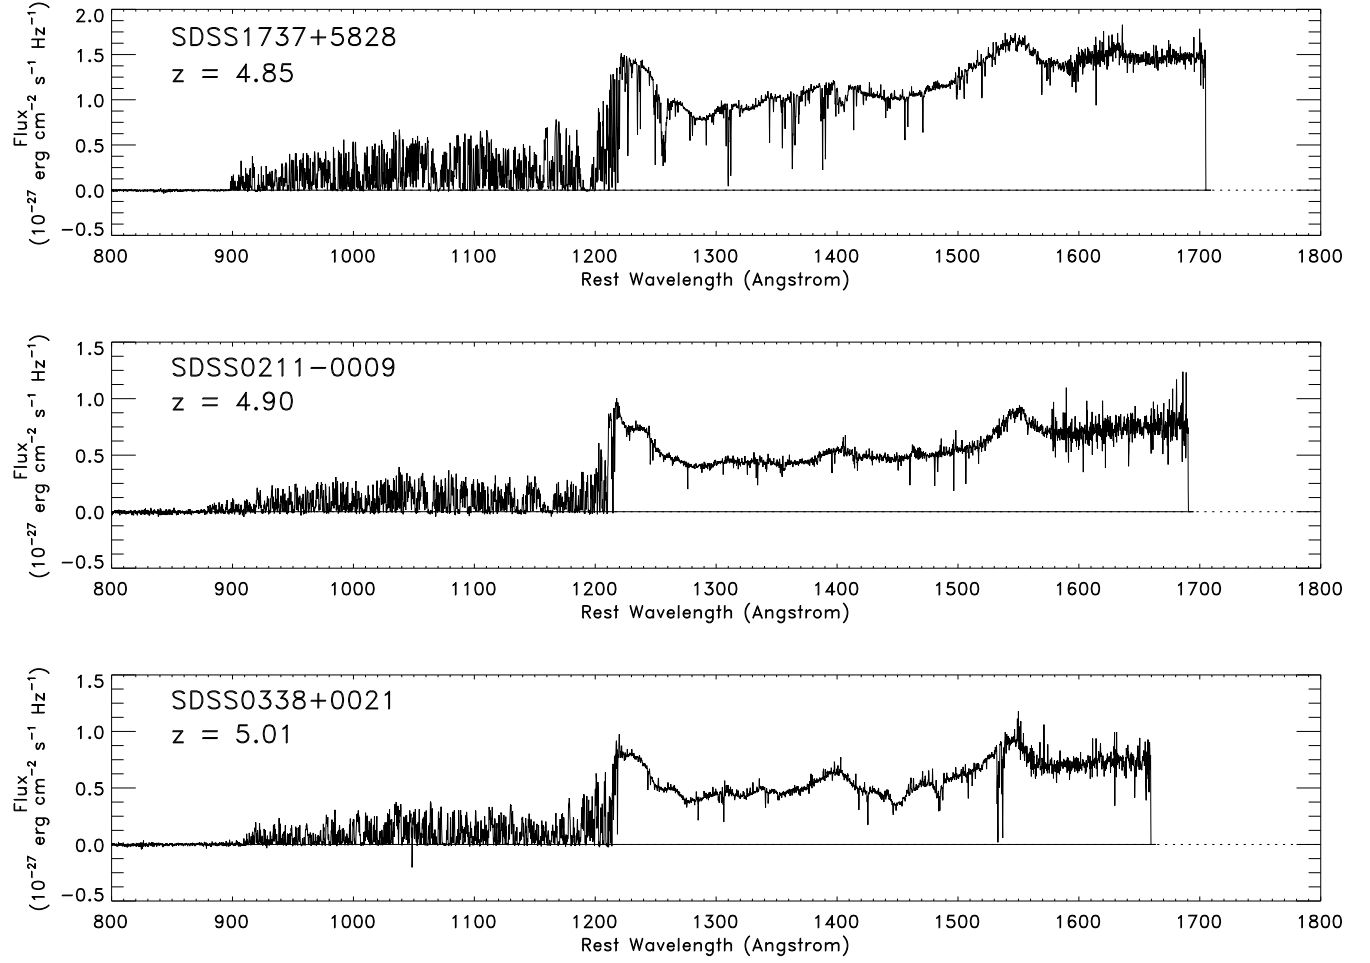 2.0
1.5
1.0
0.5
0.0
−0.5
Flux
(10⁻²⁷ erg cm⁻² s⁻¹ Hz⁻¹)
SDSS1737+5828
z = 4.85
800 900 1000 1100 1200 1300 1400 1500 1600 1700 1800
Rest Wavelength (Angstrom)
1.5
1.0
0.5
0.0
−0.5
Flux
(10⁻²⁷ erg cm⁻² s⁻¹ Hz⁻¹)
SDSS0211−0009
z = 4.90
800 900 1000 1100 1200 1300 1400 1500 1600 1700 1800
Rest Wavelength (Angstrom)
1.5
1.0
0.5
0.0
−0.5
Flux
(10⁻²⁷ erg cm⁻² s⁻¹ Hz⁻¹)
SDSS0338+0021
z = 5.01
800 900 1000 1100 1200 1300 1400 1500 1600 1700 1800
Rest Wavelength (Angstrom)